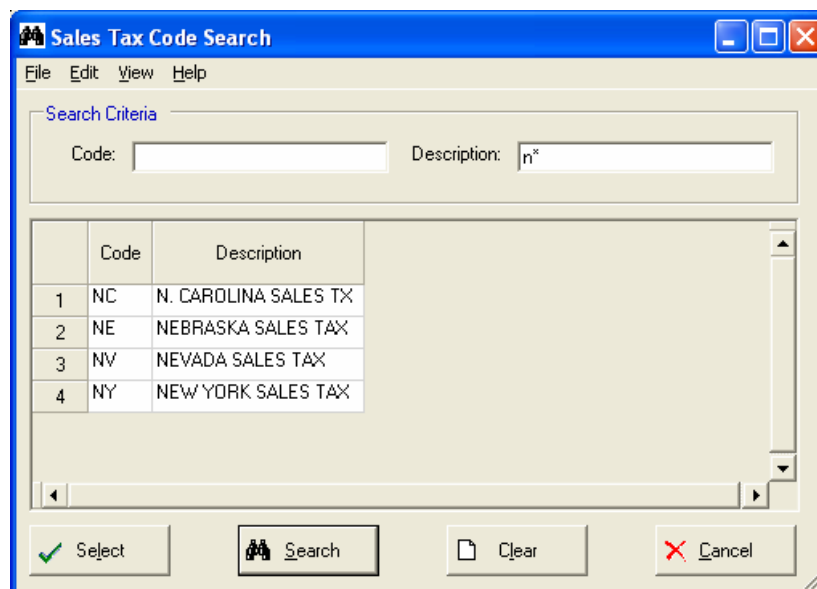 Sales Tax Code Search
File Edit View Help
Search Criteria
Code: Description: n*
Code Description
1 NC N. CAROLINA SALES TX
2 NE NEBRASKA SALES TAX
3 NV NEVADA SALES TAX
4 NY NEW YORK SALES TAX
Select Search Clear Cancel